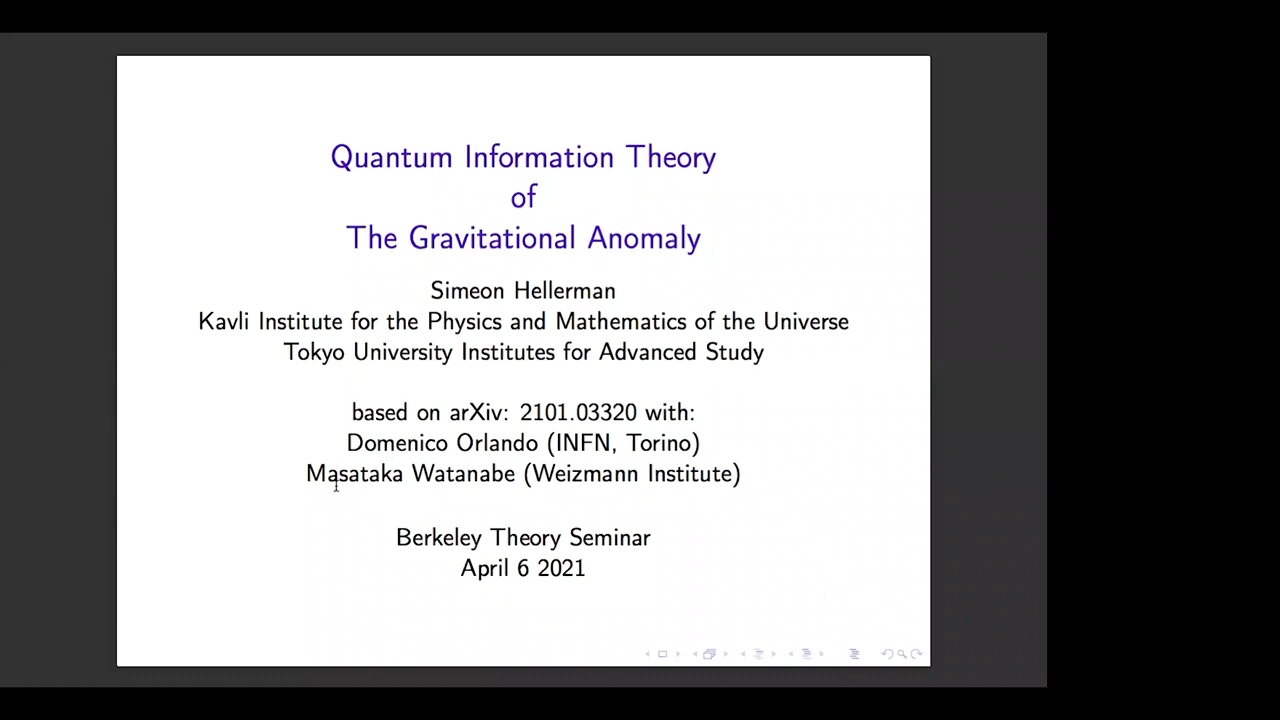 Quantum Information Theory
of
The Gravitational Anomaly
Simeon Hellerman
Kavli Institute for the Physics and Mathematics of the Universe
Tokyo University Institutes for Advanced Study
based on arXiv: 2101.03320 with:
Domenico Orlando (INFN, Torino)
Masataka Watanabe (Weizmann Institute)
Berkeley Theory Seminar
April 6 2021